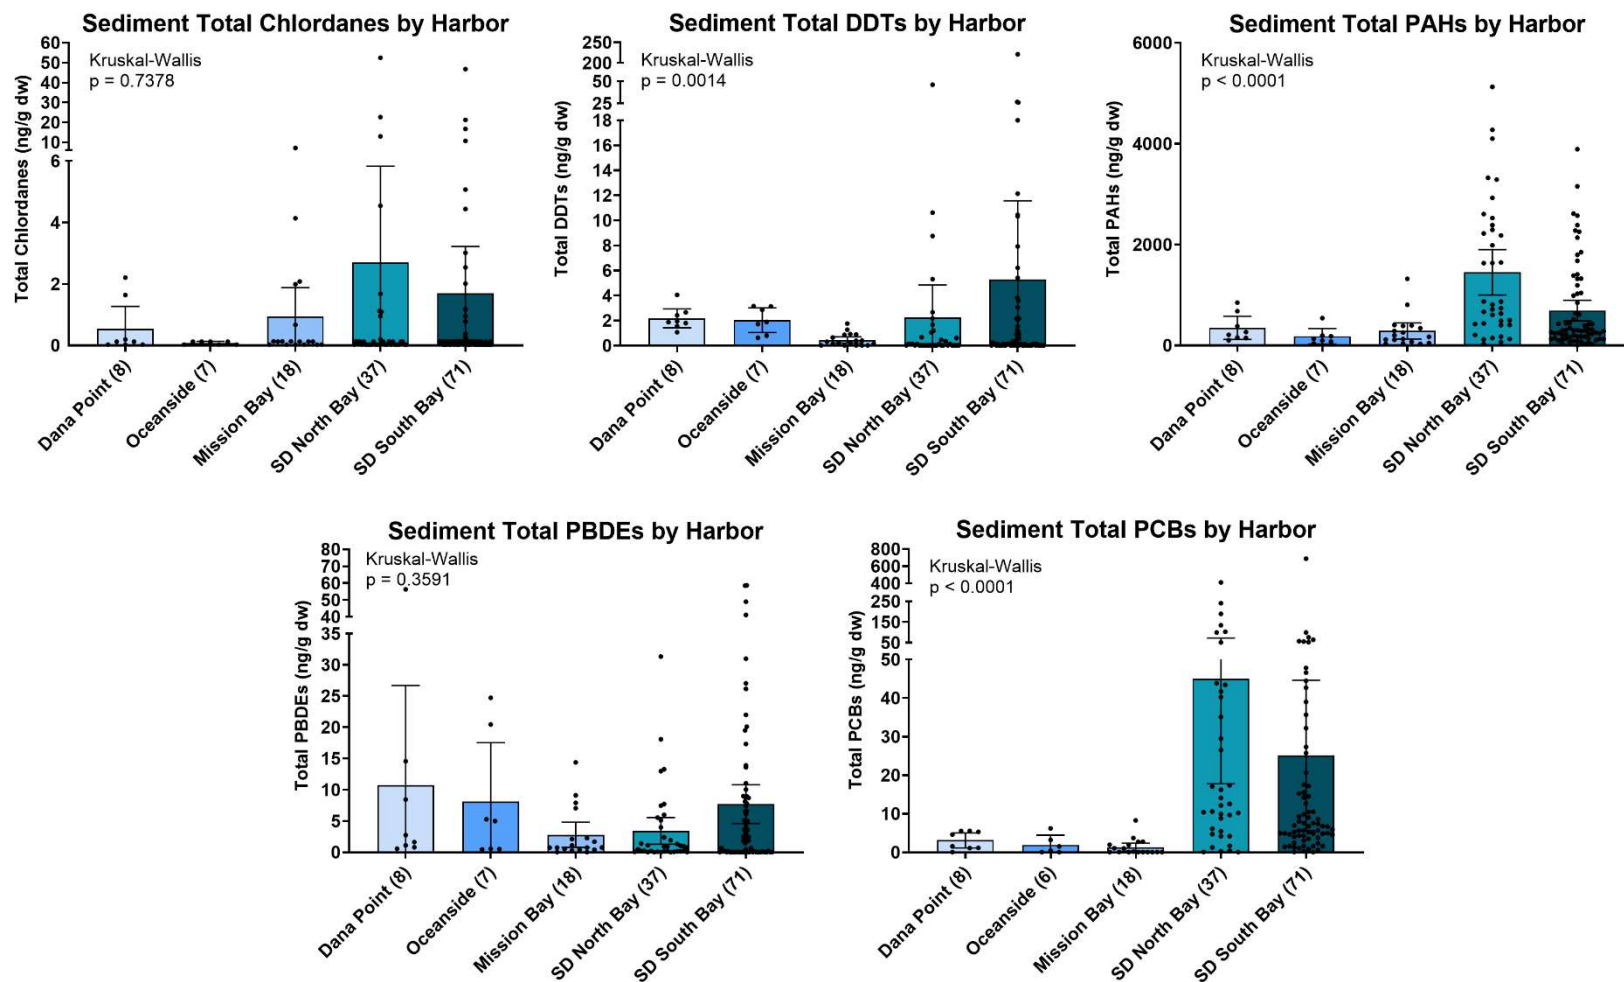 Sediment Total Chlordanes by Harbor
Kruskal-Wallis
p = 0.7378
Total Chlordanes (ng/g dw)
60
50
40
30
20
10
6
4
2
0
Dana Point (8)
Oceanside (7)
Mission Bay (18)
SD North Bay (37)
SD South Bay (71)
Sediment Total DDTs by Harbor
Kruskal-Wallis
p = 0.0014
Total DDTs (ng/g dw)
250
200
50
25
18
16
14
12
10
8
6
4
2
0
Dana Point (8)
Oceanside (7)
Mission Bay (18)
SD North Bay (37)
SD South Bay (71)
Sediment Total PAHs by Harbor
Kruskal-Wallis
p < 0.0001
Total PAHs (ng/g dw)
6000
4000
2000
0
Dana Point (8)
Oceanside (7)
Mission Bay (18)
SD North Bay (37)
SD South Bay (71)
Sediment Total PBDEs by Harbor
Kruskal-Wallis
p = 0.3591
Total PBDEs (ng/g dw)
80
70
60
50
40
35
30
25
20
15
10
5
0
Dana Point (8)
Oceanside (7)
Mission Bay (18)
SD North Bay (37)
SD South Bay (71)
Sediment Total PCBs by Harbor
Kruskal-Wallis
p < 0.0001
Total PCBs (ng/g dw)
800
600
400
250
150
50
50
40
30
20
10
0
Dana Point (8)
Oceanside (6)
Mission Bay (18)
SD North Bay (37)
SD South Bay (71)